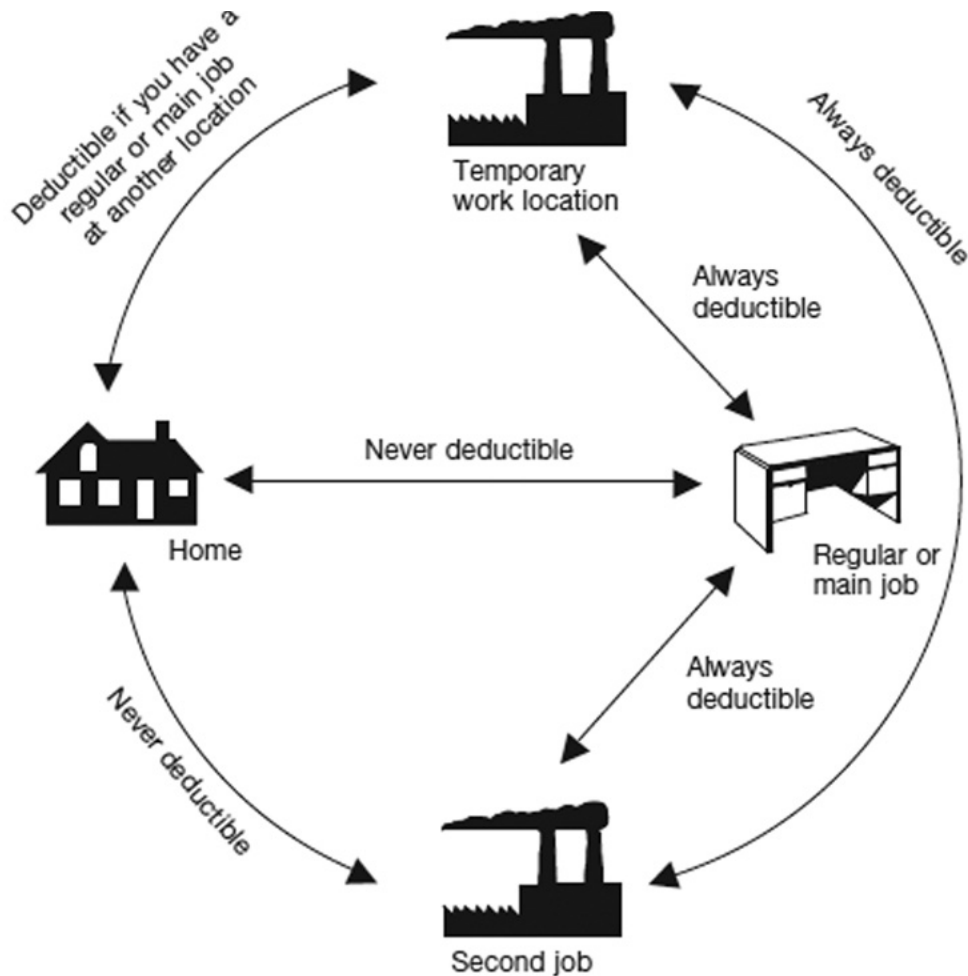 Deductible if you have a
regular or main job
at another location
Temporary
work location
Always deductible
Always
deductible
Never deductible
Home
Regular or
main job
Always
deductible
Never deductible
Second job